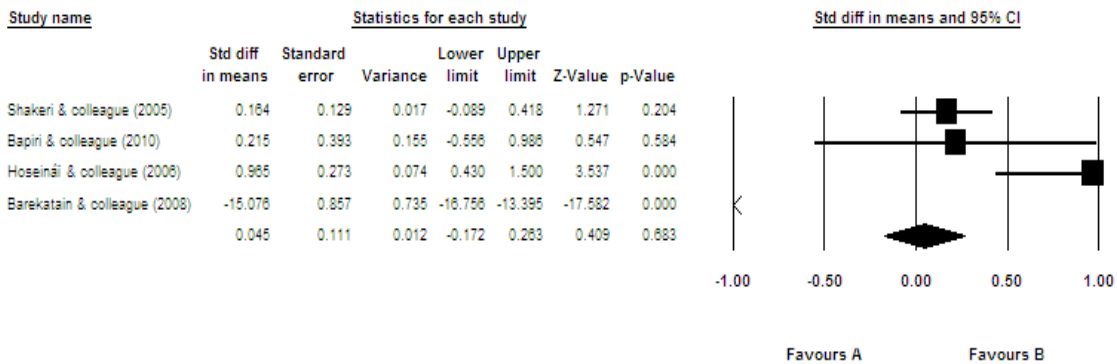 Study name Statistics for each study Std diff in means and 95% CI
Std diff Standard Lower Upper
in means error Variance limit limit Z-Value p-Value
Shakeri & colleague (2005) 0.164 0.129 0.017 -0.089 0.418 1.271 0.204
Bapiri & colleague (2010) 0.215 0.393 0.155 -0.556 0.986 0.547 0.584
Hoseinái & colleague (2006) 0.965 0.273 0.074 0.430 1.500 3.537 0.000
Barekatain & colleague (2008) -15.076 0.857 0.735 -16.756 -13.395 -17.582 0.000
0.045 0.111 0.012 -0.172 0.263 0.409 0.683
-1.00 -0.50 0.00 0.50 1.00
Favours A Favours B